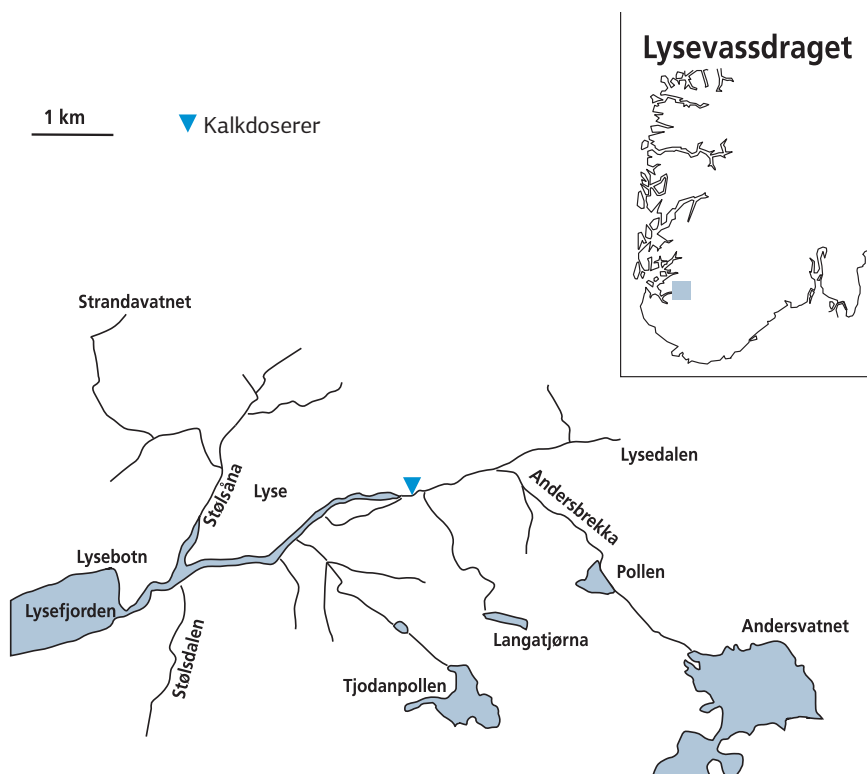 Lysevassdraget
1 km
Kalkdoserer
Strandavatnet
Lysedalen
Stølsåna
Lyse
Andersbrekka
Lysebotn
Pollen
Lysefjorden
Andersvatnet
Langatjørna
Stølsdalen
Tjodanpollen